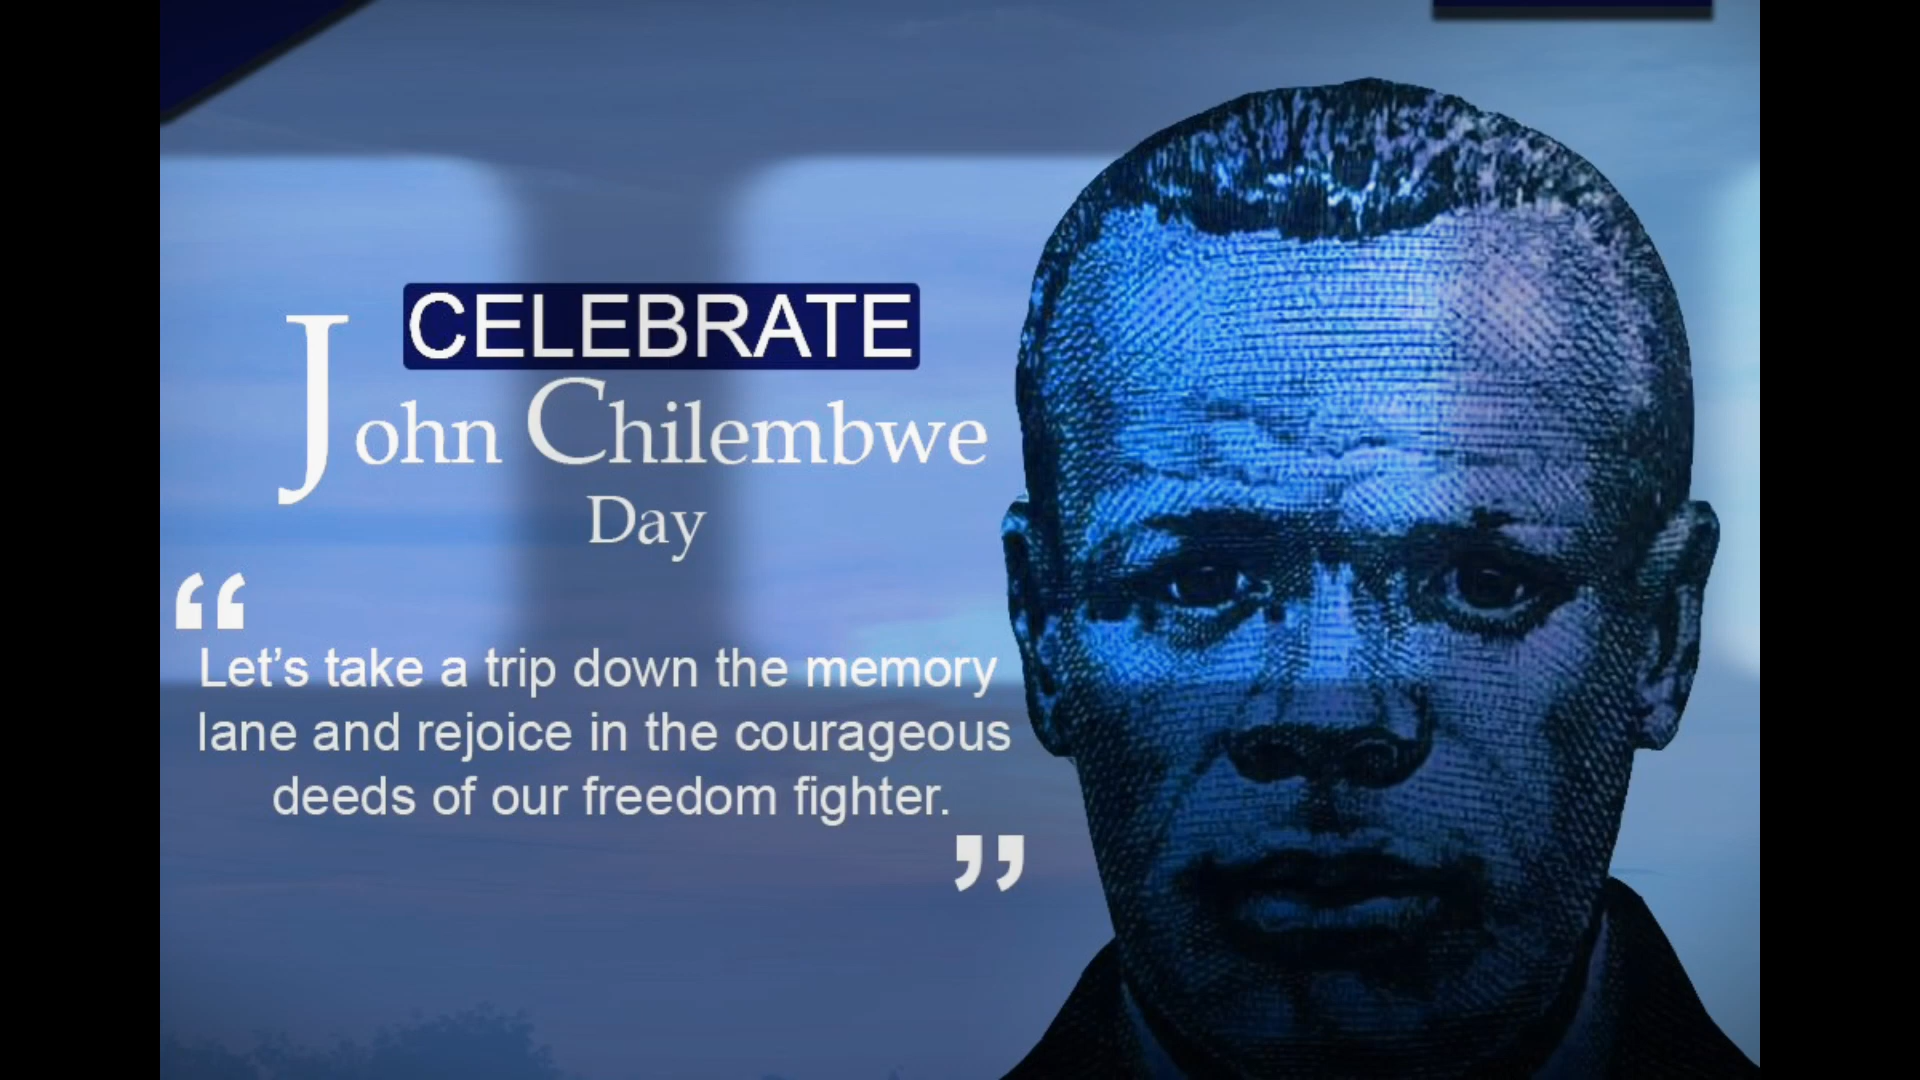 CELEBRATE
John Chilembwe
Day
“
Let’s take a trip down the memory
lane and rejoice in the courageous
deeds of our freedom fighter.
”